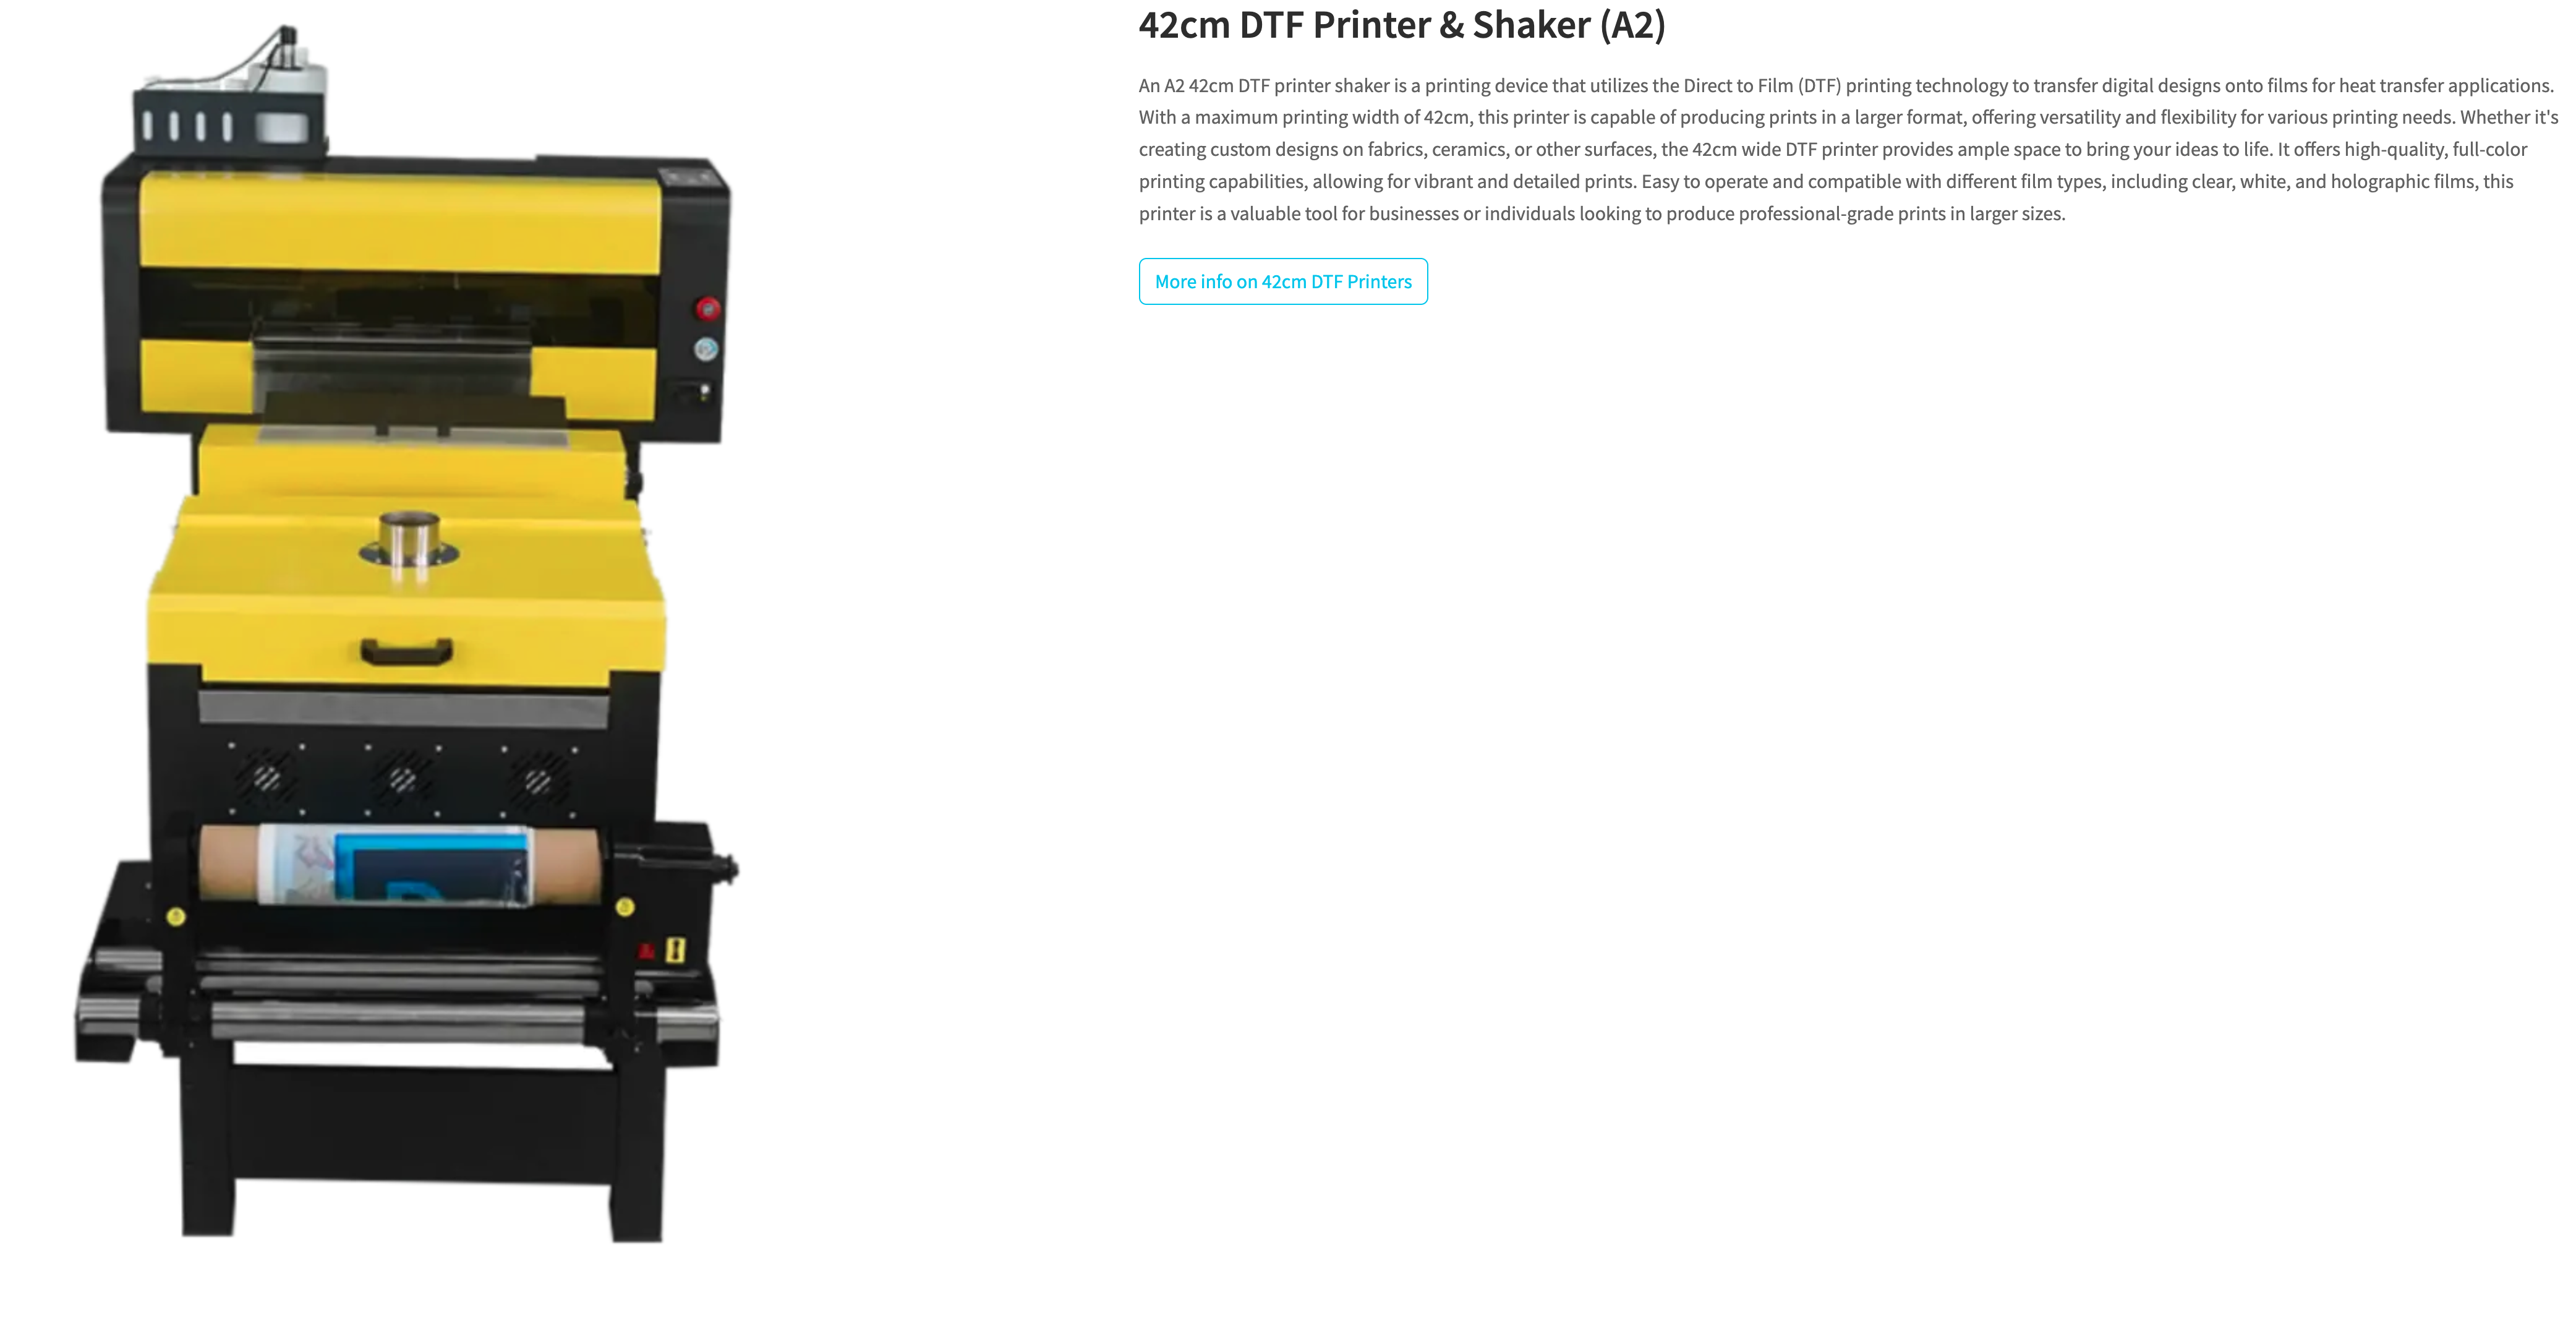 42cm DTF Printer & Shaker (A2)
An A2 42cm DTF printer shaker is a printing device that utilizes the Direct to Film (DTF) printing technology to transfer digital designs onto films for heat transfer applications.
With a maximum printing width of 42cm, this printer is capable of producing prints in a larger format, offering versatility and flexibility for various printing needs. Whether it's
creating custom designs on fabrics, ceramics, or other surfaces, the 42cm wide DTF printer provides ample space to bring your ideas to life. It offers high-quality, full-color
printing capabilities, allowing for vibrant and detailed prints. Easy to operate and compatible with different film types, including clear, white, and holographic films, this
printer is a valuable tool for businesses or individuals looking to produce professional-grade prints in larger sizes.
More info on 42cm DTF Printers